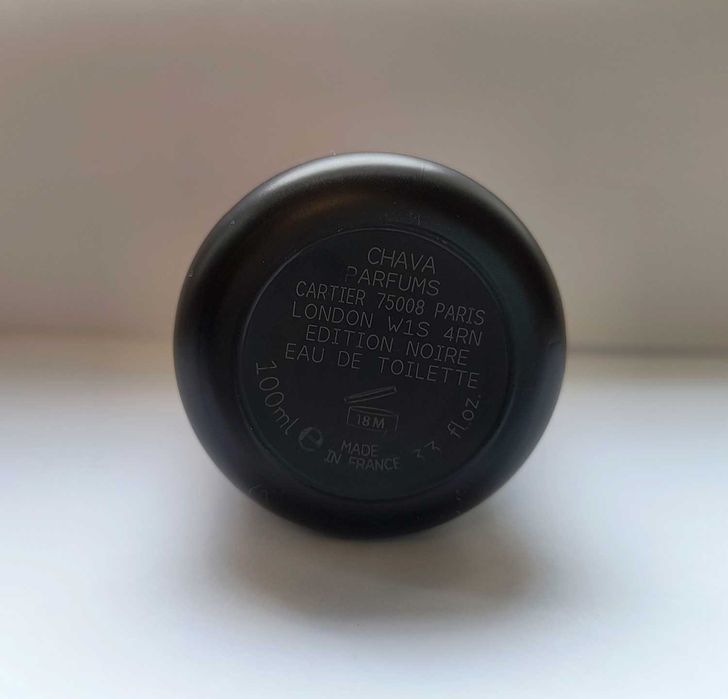 CHAVA
PARFUMS
CARTIER 75008 PARIS
LONDON W1S 4RN
EDITION NOIRE
EAU DE TOILETTE
18M
100ml e 3.3 fl.oz.
MADE
IN FRANCE